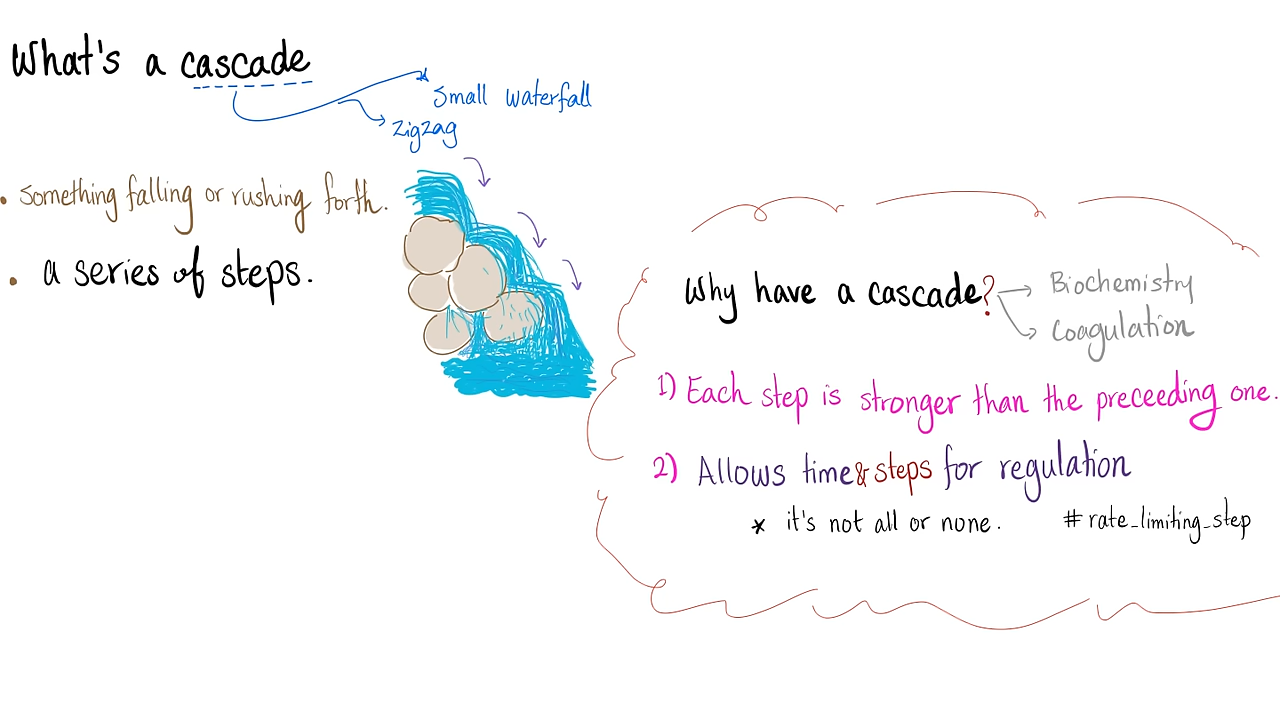 What's a cascade
Small waterfall
zigzag
• Something falling or rushing forth.
• a series of steps.
Why have a cascade?
Biochemistry
Coagulation
1) Each step is stronger than the preceeding one.
2) Allows time & steps for regulation
* it's not all or none.
#rate_limiting_step